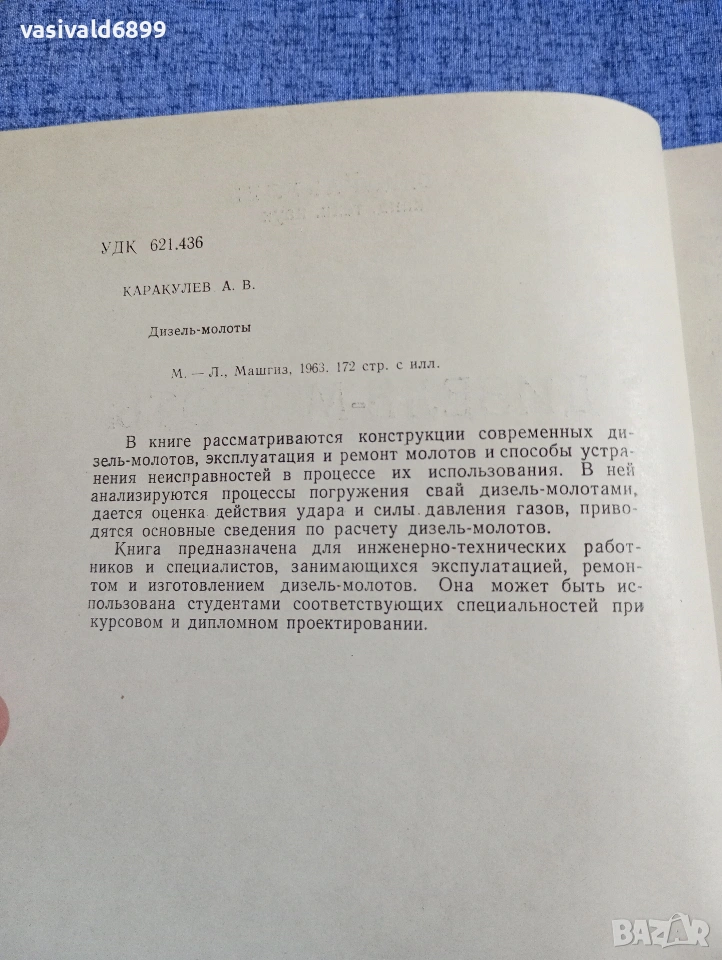 vasivald6899
УДК 621.436
КАРАКУЛЕВ А. В.
Дизель-молоты
М. — Л., Машгиз, 1963. 172 стр. с илл.
В книге рассматриваются конструкции современных ди-
зель-молотов, эксплуатация и ремонт молотов и способы устра-
нения неисправностей в процессе их использования. В ней
анализируются процессы погружения свай дизель-молотами,
дается оценка действия удара и силы давления газов, приво-
дятся основные сведения по расчету дизель-молотов.
Книга предназначена для инженерно-технических работ-
ников и специалистов, занимающихся экспулатацией, ремон-
том и изготовлением дизель-молотов. Она может быть ис-
пользована студентами соответствующих специальностей при
курсовом и дипломном проектировании.
BAZAR